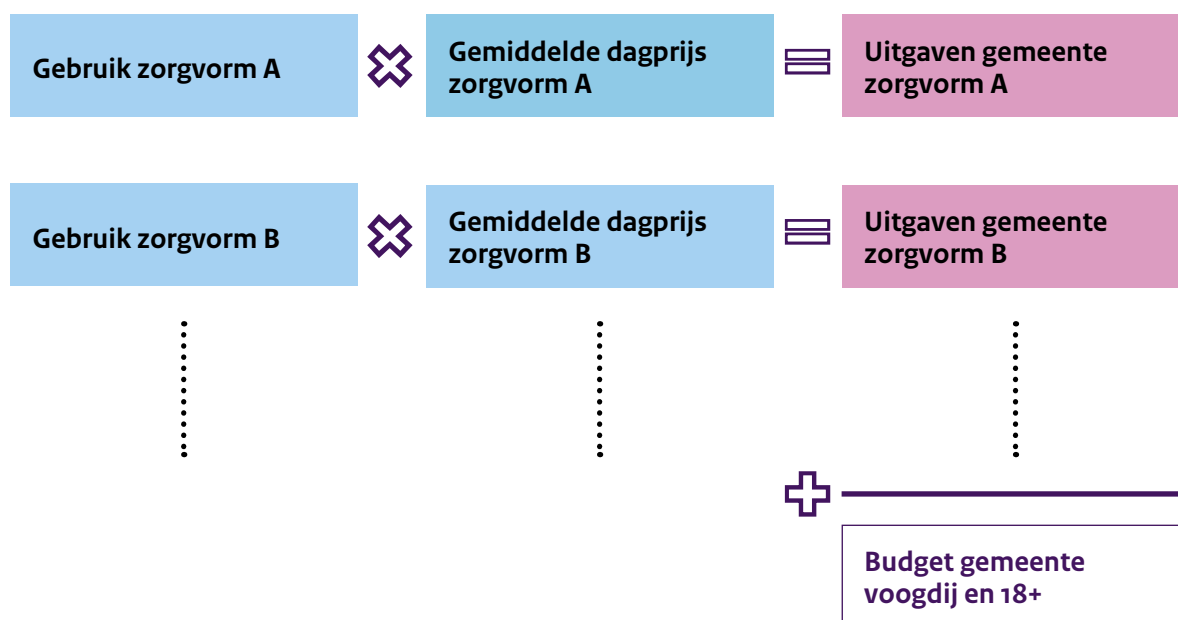 Gebruik zorgvorm A
Gemiddelde dagprijs
zorgvorm A
Uitgaven gemeente
zorgvorm A
Gebruik zorgvorm B
Gemiddelde dagprijs
zorgvorm B
Uitgaven gemeente
zorgvorm B
Budget gemeente
voogdij en 18+